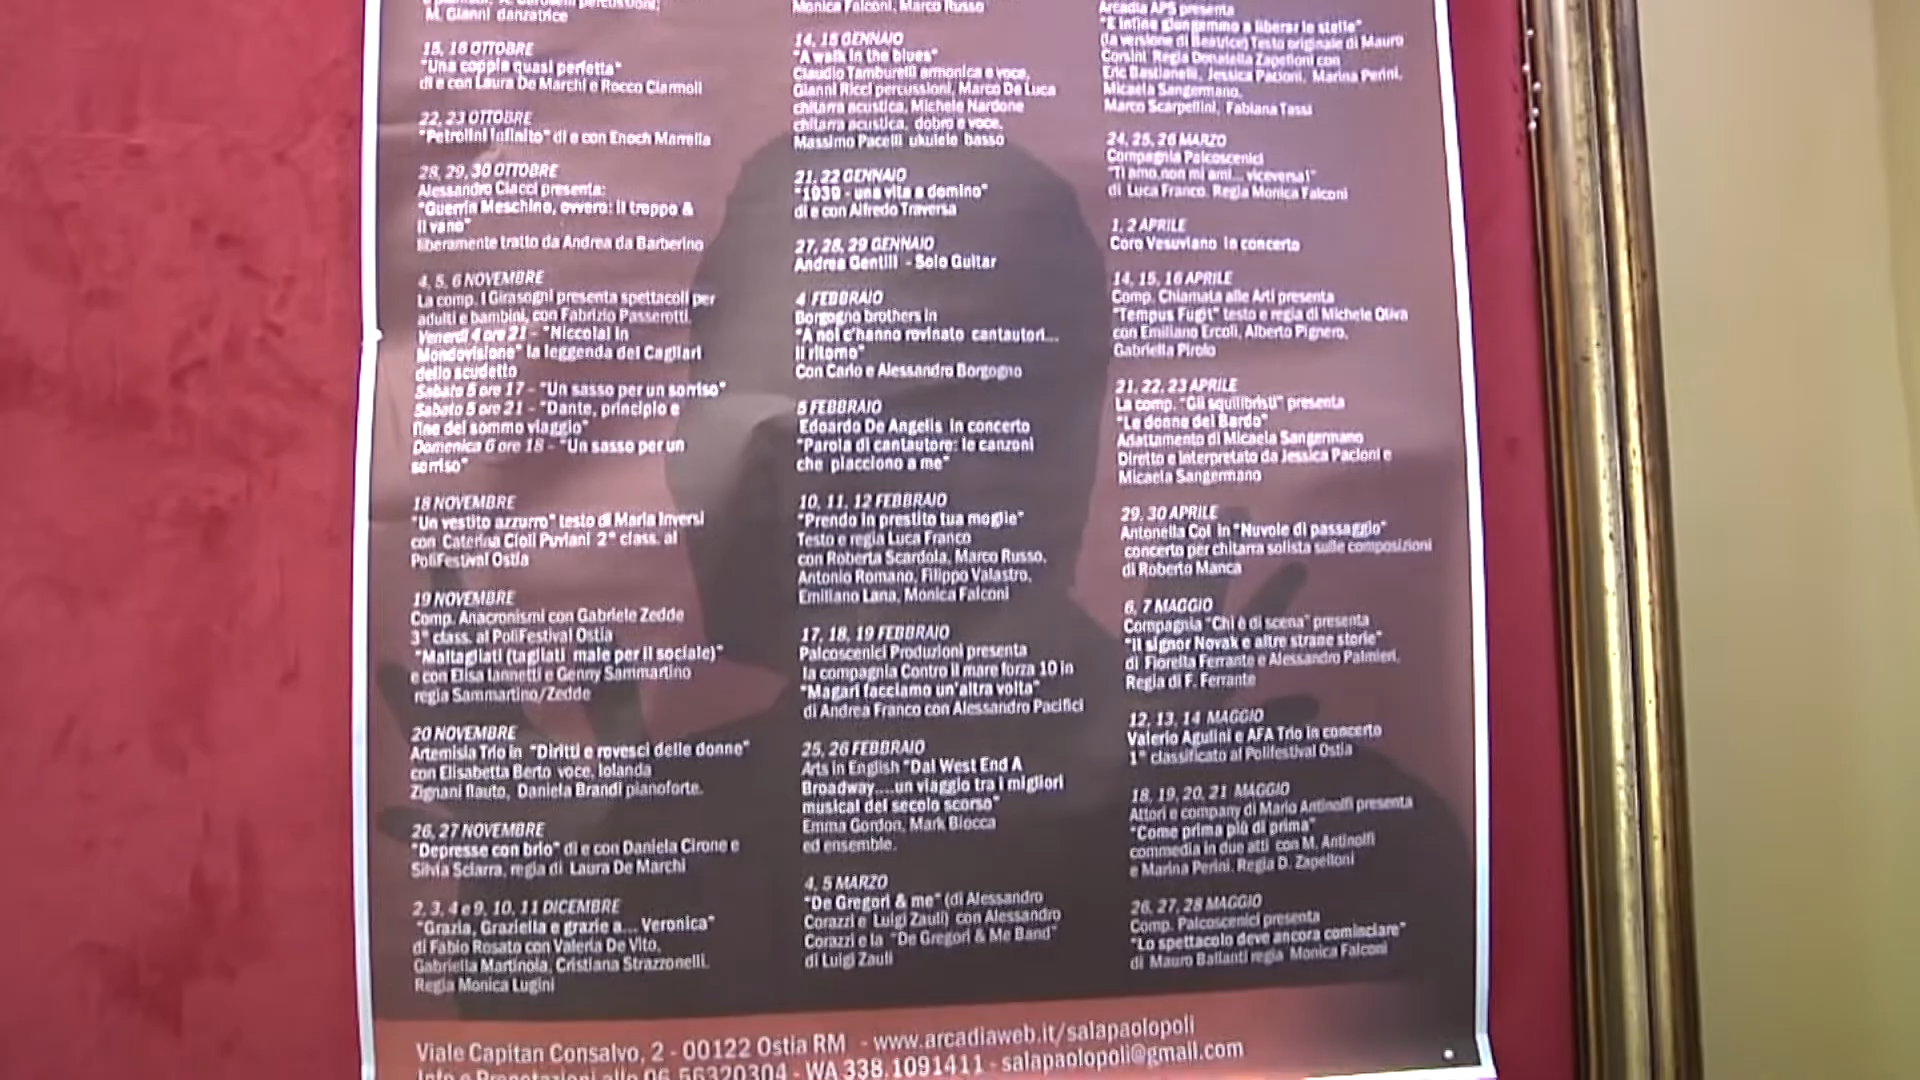 M. Gianni danzatrice
15, 16 OTTOBRE
"Una coppia quasi perfetta"
di e con Laura De Marchi e Rocco Ciarmoli
22, 23 OTTOBRE
"Petrolini Infinito" di e con Enoch Marrella
28, 29, 30 OTTOBRE
Alessandro Ciacci presenta:
"Guerrin Meschino, ovvero: il troppo &
il vano"
liberamente tratto da Andrea da Barberino
4, 5, 6 NOVEMBRE
La comp. I Girasogni presenta spettacoli per
adulti e bambini, con Fabrizio Passerotti.
Venerdì 4 ore 21 - "Niccolai in
Mondovisione" la leggenda del Cagliari
dello scudetto
Sabato 5 ore 17 - "Un sasso per un sorriso"
Sabato 5 ore 21 - "Dante, principio e
fine del sommo viaggio"
Domenica 6 ore 18 - "Un sasso per un
sorriso"
18 NOVEMBRE
"Un vestito azzurro" testo di Maria Inversi
con Caterina Cioli Puviani 2° class. al
PoliFestival Ostia
19 NOVEMBRE
Comp. Anacronismi con Gabriele Zedde
3° class. al PoliFestival Ostia
"Maltagliati (tagliati male per il sociale)"
e con Elisa Iannetti e Genny Sammartino
regia Sammartino/Zedde
20 NOVEMBRE
Artemisia Trio in "Diritti e rovesci delle donne"
con Elisabetta Berto voce, Iolanda
Zignani flauto, Daniela Brandi pianoforte.
26, 27 NOVEMBRE
"Depresse con brio" di e con Daniela Cirone e
Silvia Sciarra, regia di Laura De Marchi
2, 3, 4 e 9, 10, 11 DICEMBRE
"Grazia, Graziella e grazie a... Veronica"
di Fabio Rosato con Valeria De Vito,
Gabriella Martinola, Cristiana Strazzonelli.
Regia Monica Lugini
Monica Falconi, Marco Russo
14, 15 GENNAIO
"A walk in the blues"
Claudio Tamburelli armonica e voce,
Gianni Ricci percussioni, Marco De Luca
chitarra acustica, Michele Nardone
chitarra acustica, dobro e voce,
Massimo Pacelli ukulele basso
21, 22 GENNAIO
"1939 - una vita a domino"
di e con Alfredo Traversa
27, 28, 29 GENNAIO
Andrea Gentili - Solo Guitar
4 FEBBRAIO
Borgogno brothers in
"A noi c'hanno rovinato cantautori...
Il ritorno"
Con Carlo e Alessandro Borgogno
5 FEBBRAIO
Edoardo De Angelis in concerto
"Parola di cantautore: le canzoni
che piacciono a me"
10, 11, 12 FEBBRAIO
"Prendo in prestito tua moglie"
Testo e regia Luca Franco
con Roberta Scardola, Marco Russo,
Antonio Romano, Filippo Valastro,
Emiliano Lana, Monica Falconi
17, 18, 19 FEBBRAIO
Palcoscenici Produzioni presenta
la compagnia Contro il mare forza 10 in
"Magari facciamo un'altra volta"
di Andrea Franco con Alessandro Pacifici
25, 26 FEBBRAIO
Arts in English "Dal West End A
Broadway....un viaggio tra i migliori
musical del secolo scorso"
Emma Gordon, Mark Biocca
ed ensemble.
4, 5 MARZO
"De Gregori & me" (di Alessandro
Corazzi e Luigi Zauli) con Alessandro
Corazzi e la "De Gregori & Me Band"
di Luigi Zauli
Arcadia APS presenta
"E infine giungemmo a liberar le stelle"
(la versione di Beatrice) Testo originale di Mauro
Corsini Regia Donatella Zapelloni con
Eric Bastianelli, Jessica Pacioni, Marina Perini,
Micaela Sangermano,
Marco Scarpellini, Fabiana Tassi
24, 25, 26 MARZO
Compagnia Palcoscenici
"Ti amo,non mi ami... viceversa!"
di Luca Franco. Regia Monica Falconi
1, 2 APRILE
Coro Vesuviano in concerto
14, 15, 16 APRILE
Comp. Chiamata alle Arti presenta
"Tempus Fugit" testo e regia di Michele Oliva
con Emiliano Ercoli, Alberto Pignero,
Gabriella Pirolo
21, 22, 23 APRILE
La comp. "Gli squilibristi" presenta
"Le donne del Bardo"
Adattamento di Micaela Sangermano
Diretto e interpretato da Jessica Pacioni e
Micaela Sangermano
29, 30 APRILE
Antonella Col in "Nuvole di passaggio"
concerto per chitarra solista sulle composizioni
di Roberto Manca
6, 7 MAGGIO
Compagnia "Chi è di scena" presenta
"Il signor Novak e altre strane storie"
di Fiorella Ferrante e Alessandro Palmieri.
Regia di F. Ferrante
12, 13, 14 MAGGIO
Valerio Agulini e AFA Trio in concerto
1° classificato al Polifestival Ostia
18, 19, 20, 21 MAGGIO
Attori e company di Mario Antinolfi presenta
"Come prima più di prima"
commedia in due atti con M. Antinolfi
e Marina Perini. Regia D. Zapelloni
26, 27, 28 MAGGIO
Comp. Palcoscenici presenta
"Lo spettacolo deve ancora cominciare"
di Mauro Ballanti regia Monica Falconi
Viale Capitan Consalvo, 2 - 00122 Ostia RM - www.arcadiaweb.it/salapaolopoli
Info e Prenotazioni allo 06.56320304 - WA 338.1091411 - salapaolopoli@gmail.com